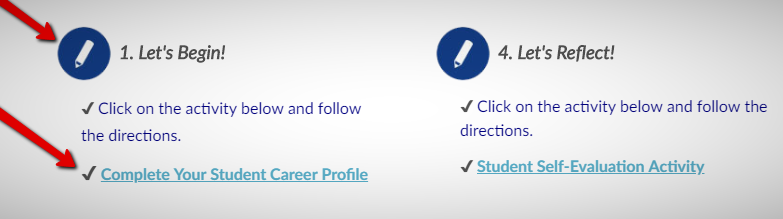 1. Let's Begin!
✔ Click on the activity below and follow
the directions.
✔ Complete Your Student Career Profile
4. Let's Reflect!
✔ Click on the activity below and follow the
directions.
✔ Student Self-Evaluation Activity